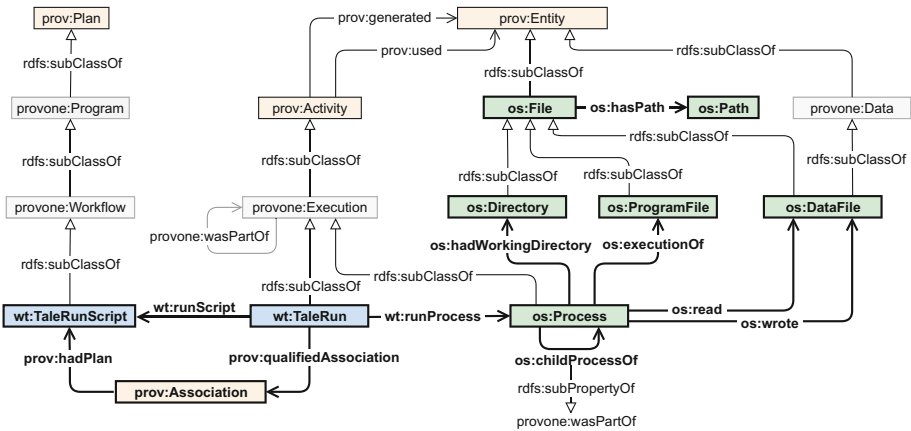 prov:Plan
prov:generated
prov:Entity
prov:used
rdfs:subClassOf
rdfs:subClassOf
rdfs:subClassOf
provone:Program
prov:Activity
os:File
os:hasPath
os:Path
provone:Data
rdfs:subClassOf
rdfs:subClassOf
rdfs:subClassOf
rdfs:subClassOf
rdfs:subClassOf
rdfs:subClassOf
provone:Workflow
provone:Execution
os:Directory
os:ProgramFile
os:DataFile
provone:wasPartOf
os:hadWorkingDirectory
os:executionOf
rdfs:subClassOf
rdfs:subClassOf
rdfs:subClassOf
wt:TaleRunScript
wt:runScript
wt:TaleRun
wt:runProcess
os:Process
os:read
os:wrote
prov:hadPlan
prov:qualifiedAssociation
os:childProcessOf
prov:Association
rdfs:subPropertyOf
provone:wasPartOf